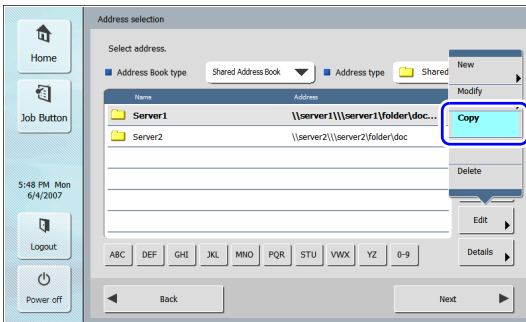 Address selection
Home
Select address.
Address Book type
Shared Address Book
Address type
Shared
New
Modify
Name
Address
Job Button
Server1
\\server1\\\server1\folder\doc...
Copy
Server2
\\server2\\\server2\folder\doc
Delete
5:48 PM Mon
6/4/2007
Edit
Logout
ABC DEF GHI JKL MNO PQR STU VWX YZ 0-9
Details
Power off
Back
Next